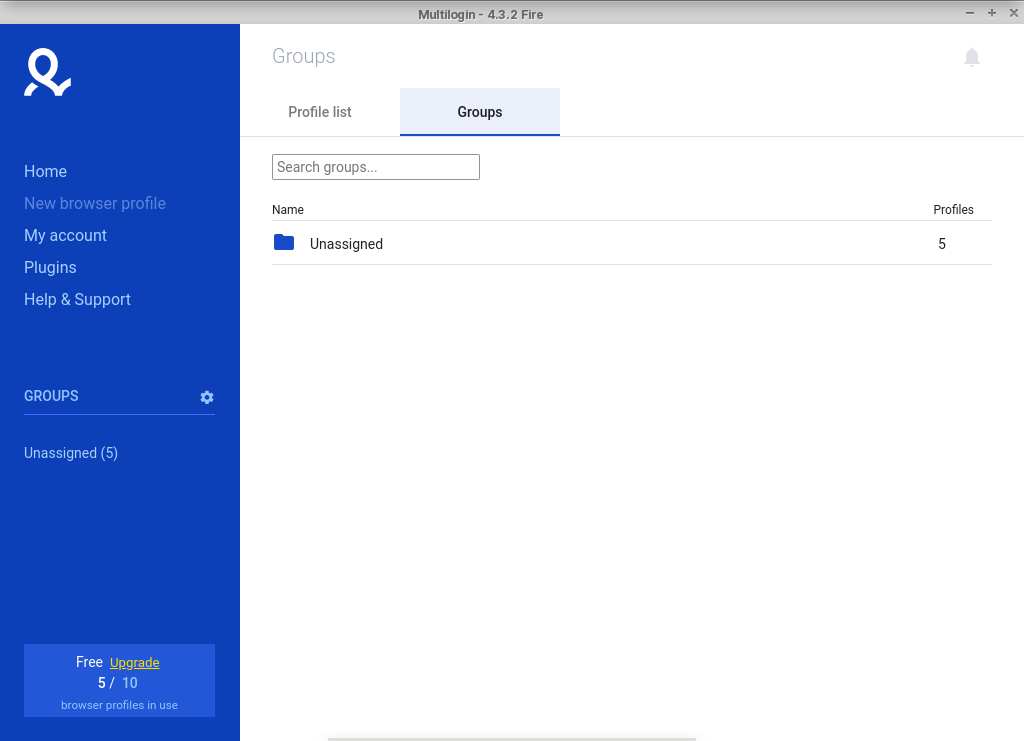 Multilogin - 4.3.2 Fire
Home
New browser profile
My account
Plugins
Help & Support
GROUPS
Unassigned (5)
Free Upgrade
5 / 10
browser profiles in use
Groups
Profile list Groups
Search groups...
Name Profiles
Unassigned 5